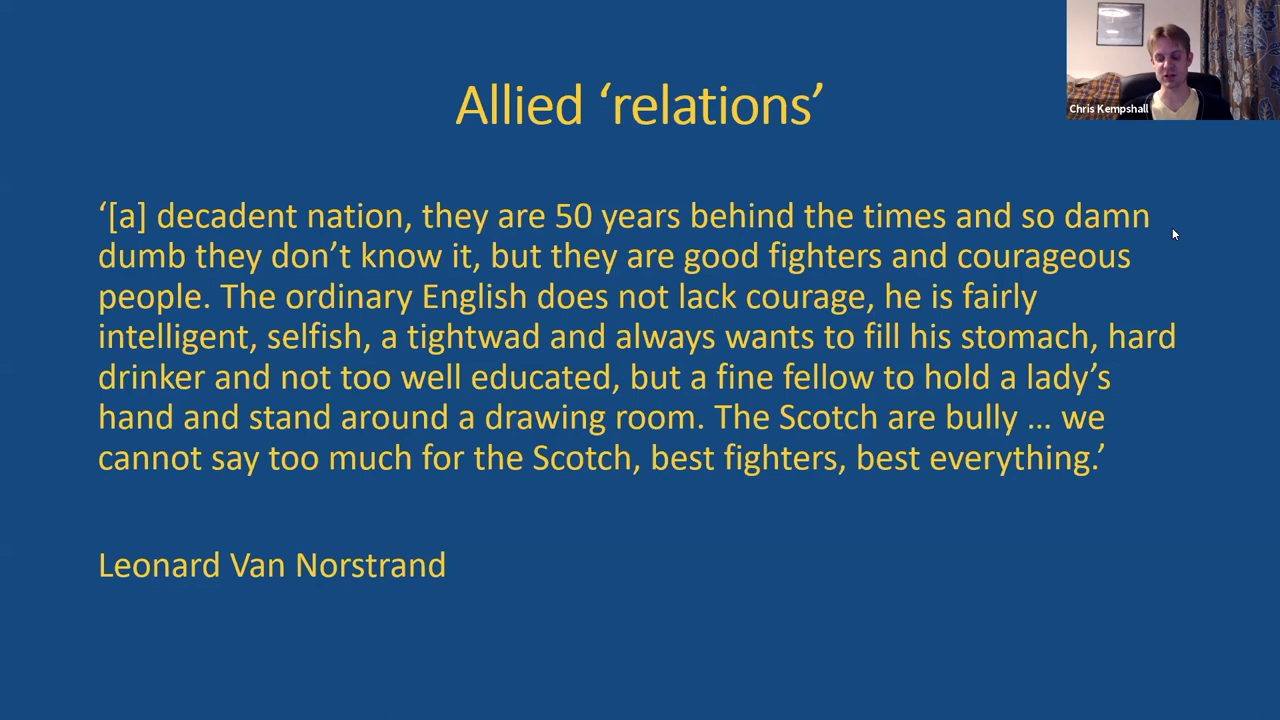 Chris Kempshall
Allied ‘relations’
‘[a] decadent nation, they are 50 years behind the times and so damn
dumb they don’t know it, but they are good fighters and courageous
people. The ordinary English does not lack courage, he is fairly
intelligent, selfish, a tightwad and always wants to fill his stomach, hard
drinker and not too well educated, but a fine fellow to hold a lady’s
hand and stand around a drawing room. The Scotch are bully … we
cannot say too much for the Scotch, best fighters, best everything.’
Leonard Van Norstrand